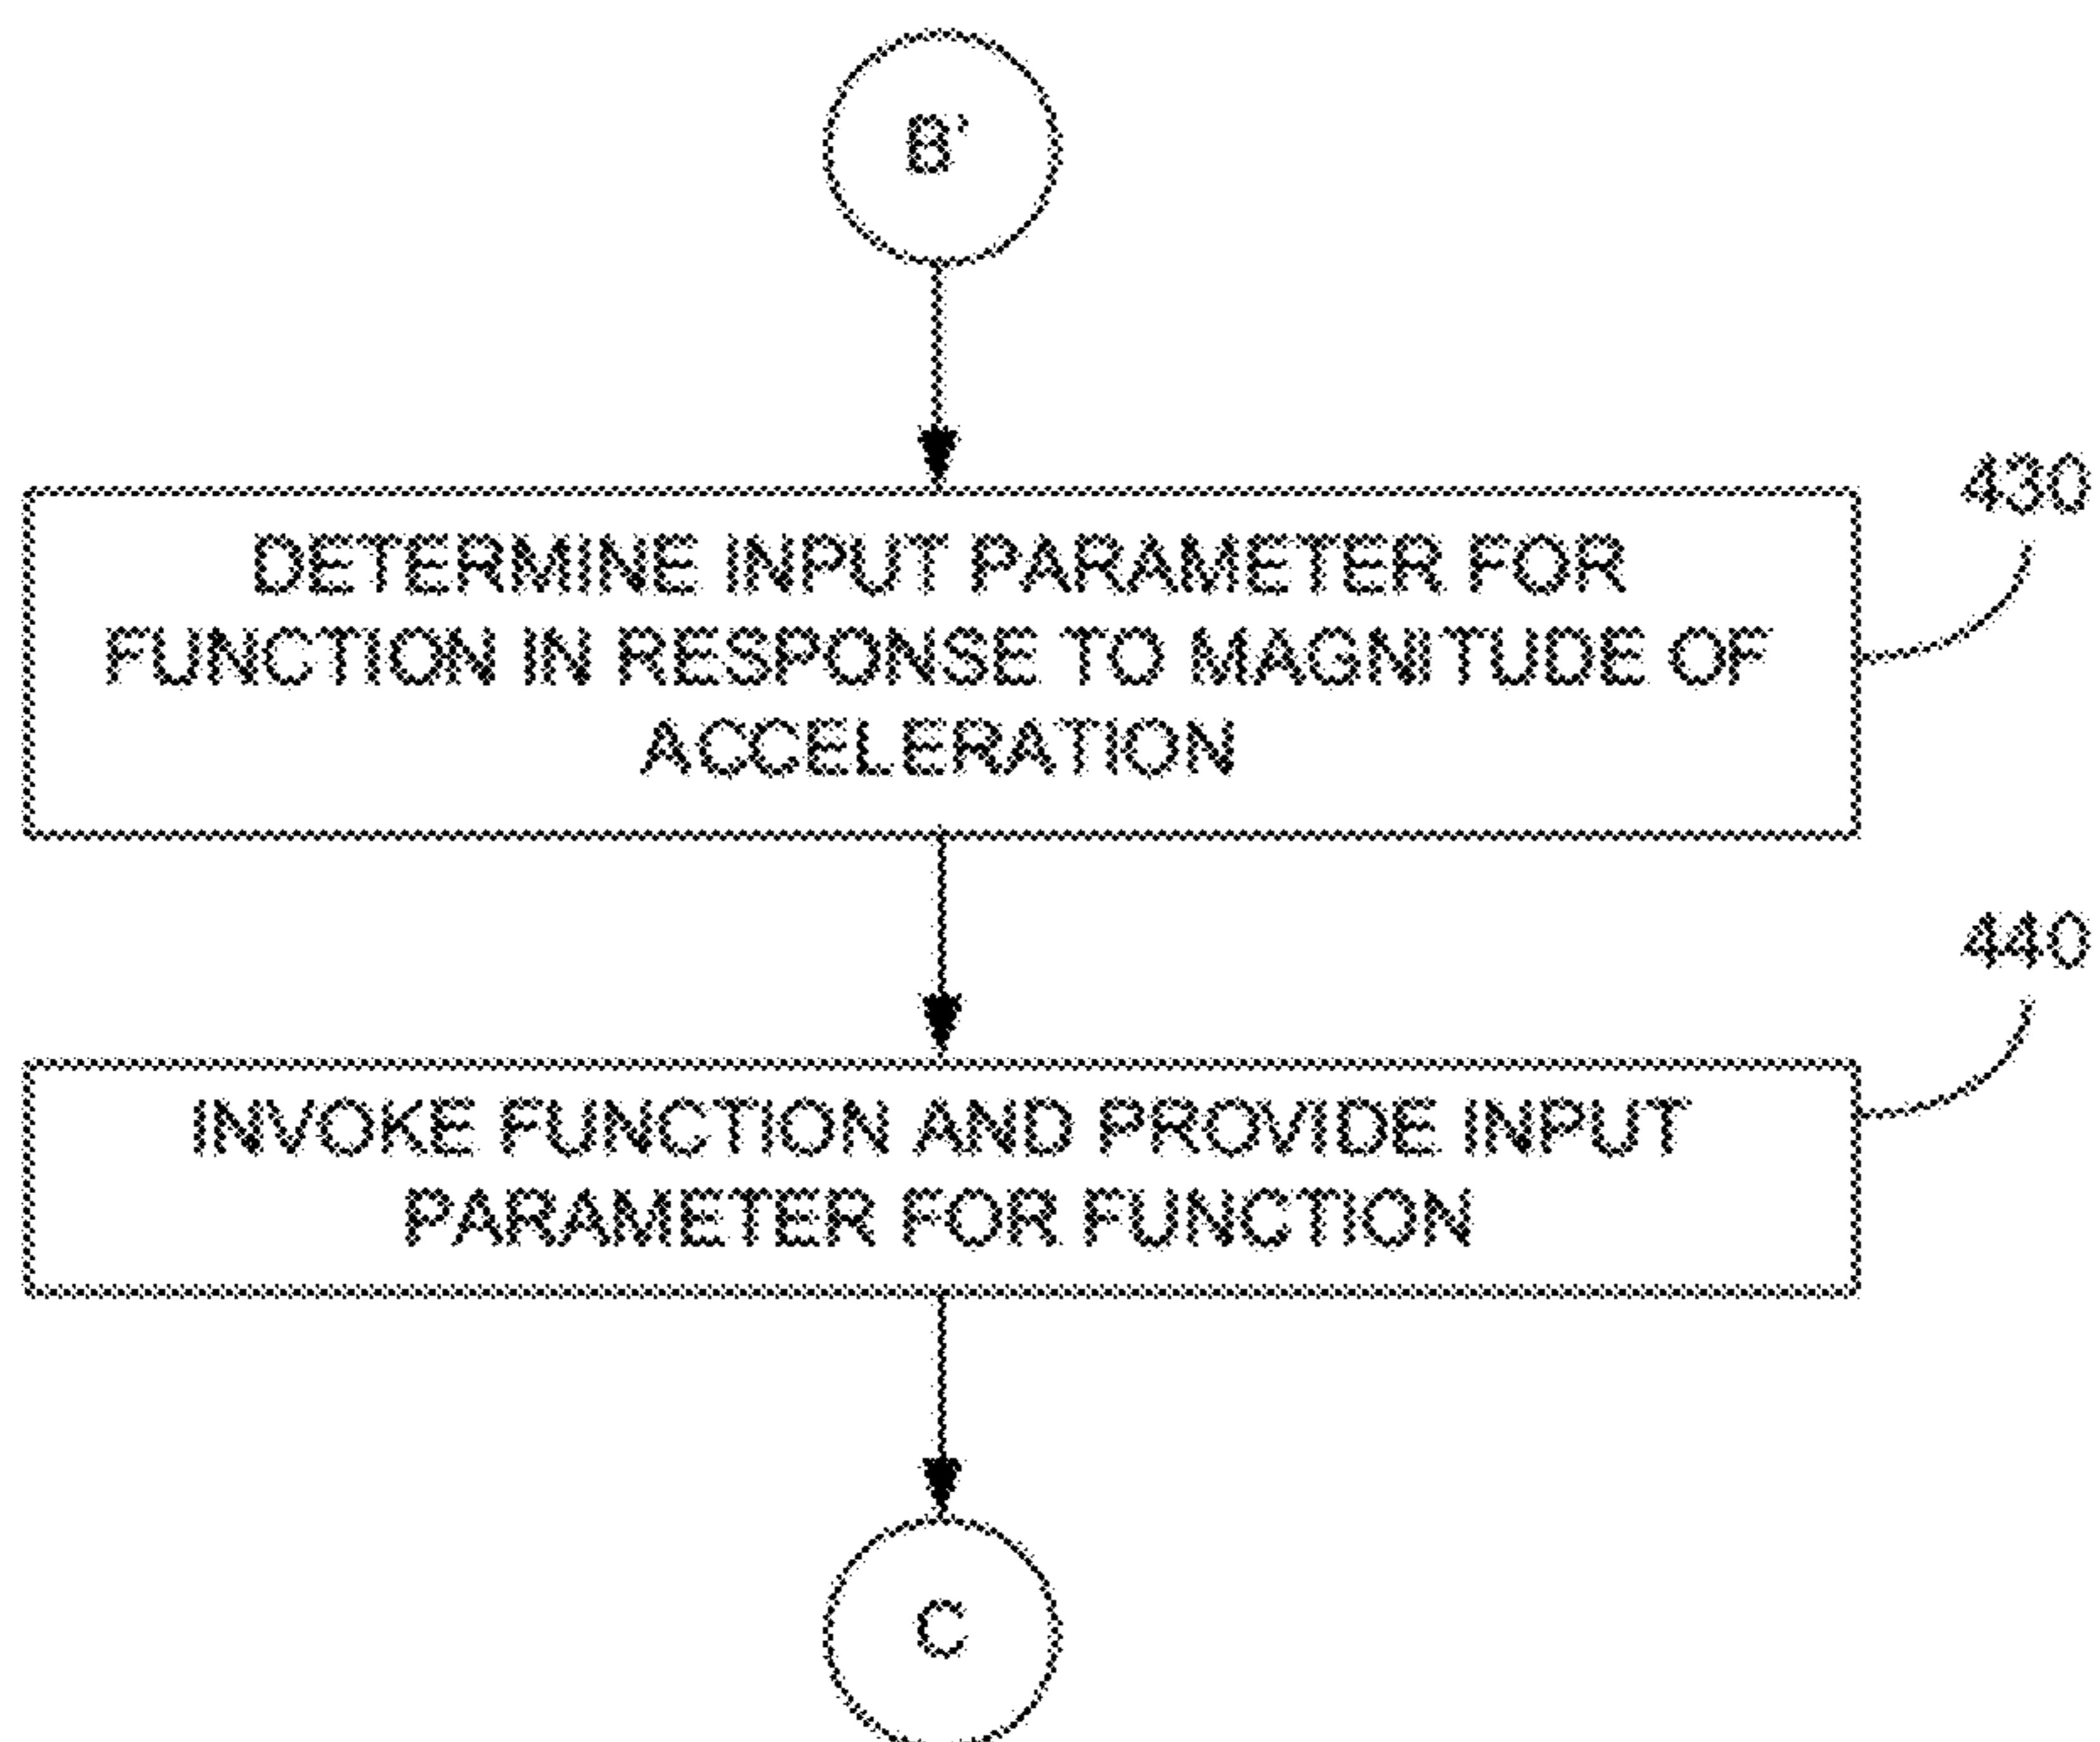 B'
430
DETERMINE INPUT PARAMETER FOR
FUNCTION IN RESPONSE TO MAGNITUDE OF
ACCELERATION
440
INVOKE FUNCTION AND PROVIDE INPUT
PARAMETER FOR FUNCTION
C